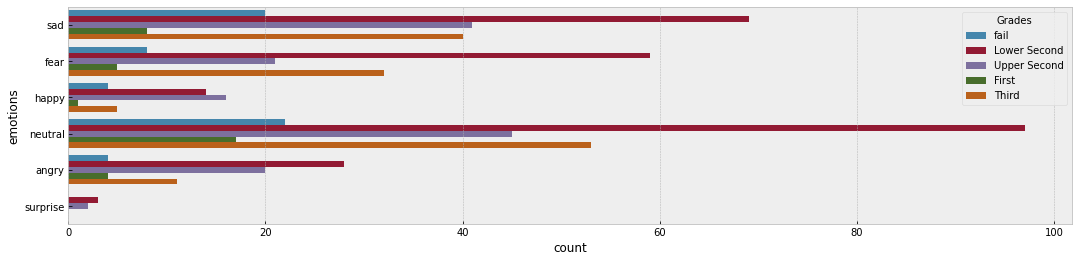 emotions
sad
fear
happy
neutral
angry
surprise
0 20 40 60 80 100
count
Grades
fail
Lower Second
Upper Second
First
Third